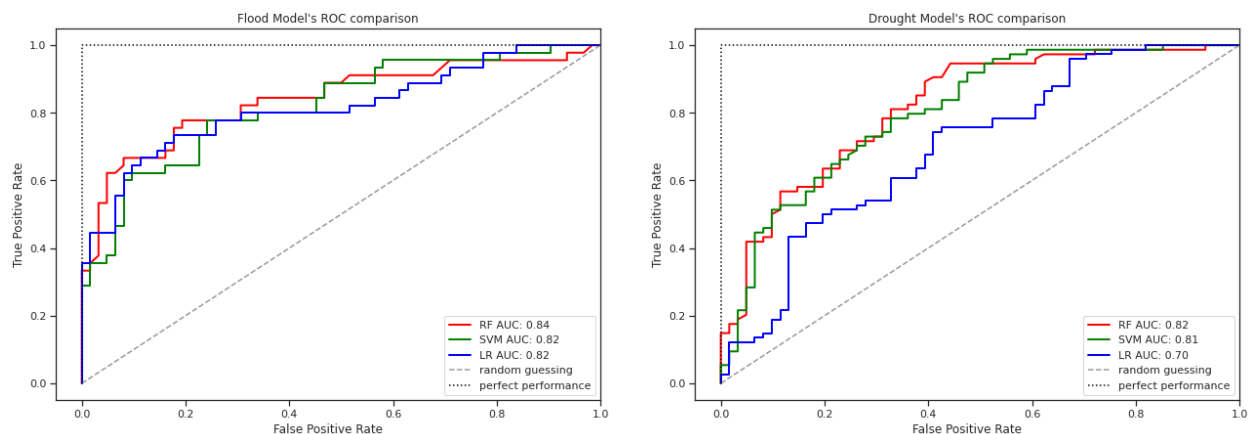 Flood Model's ROC comparison
1.0
0.8
0.6
0.4
0.2
0.0
True Positive Rate
0.0 0.2 0.4 0.6 0.8 1.0
False Positive Rate
RF AUC: 0.84
SVM AUC: 0.82
LR AUC: 0.82
random guessing
perfect performance
Drought Model's ROC comparison
1.0
0.8
0.6
0.4
0.2
0.0
True Positive Rate
0.0 0.2 0.4 0.6 0.8 1.0
False Positive Rate
RF AUC: 0.82
SVM AUC: 0.81
LR AUC: 0.70
random guessing
perfect performance